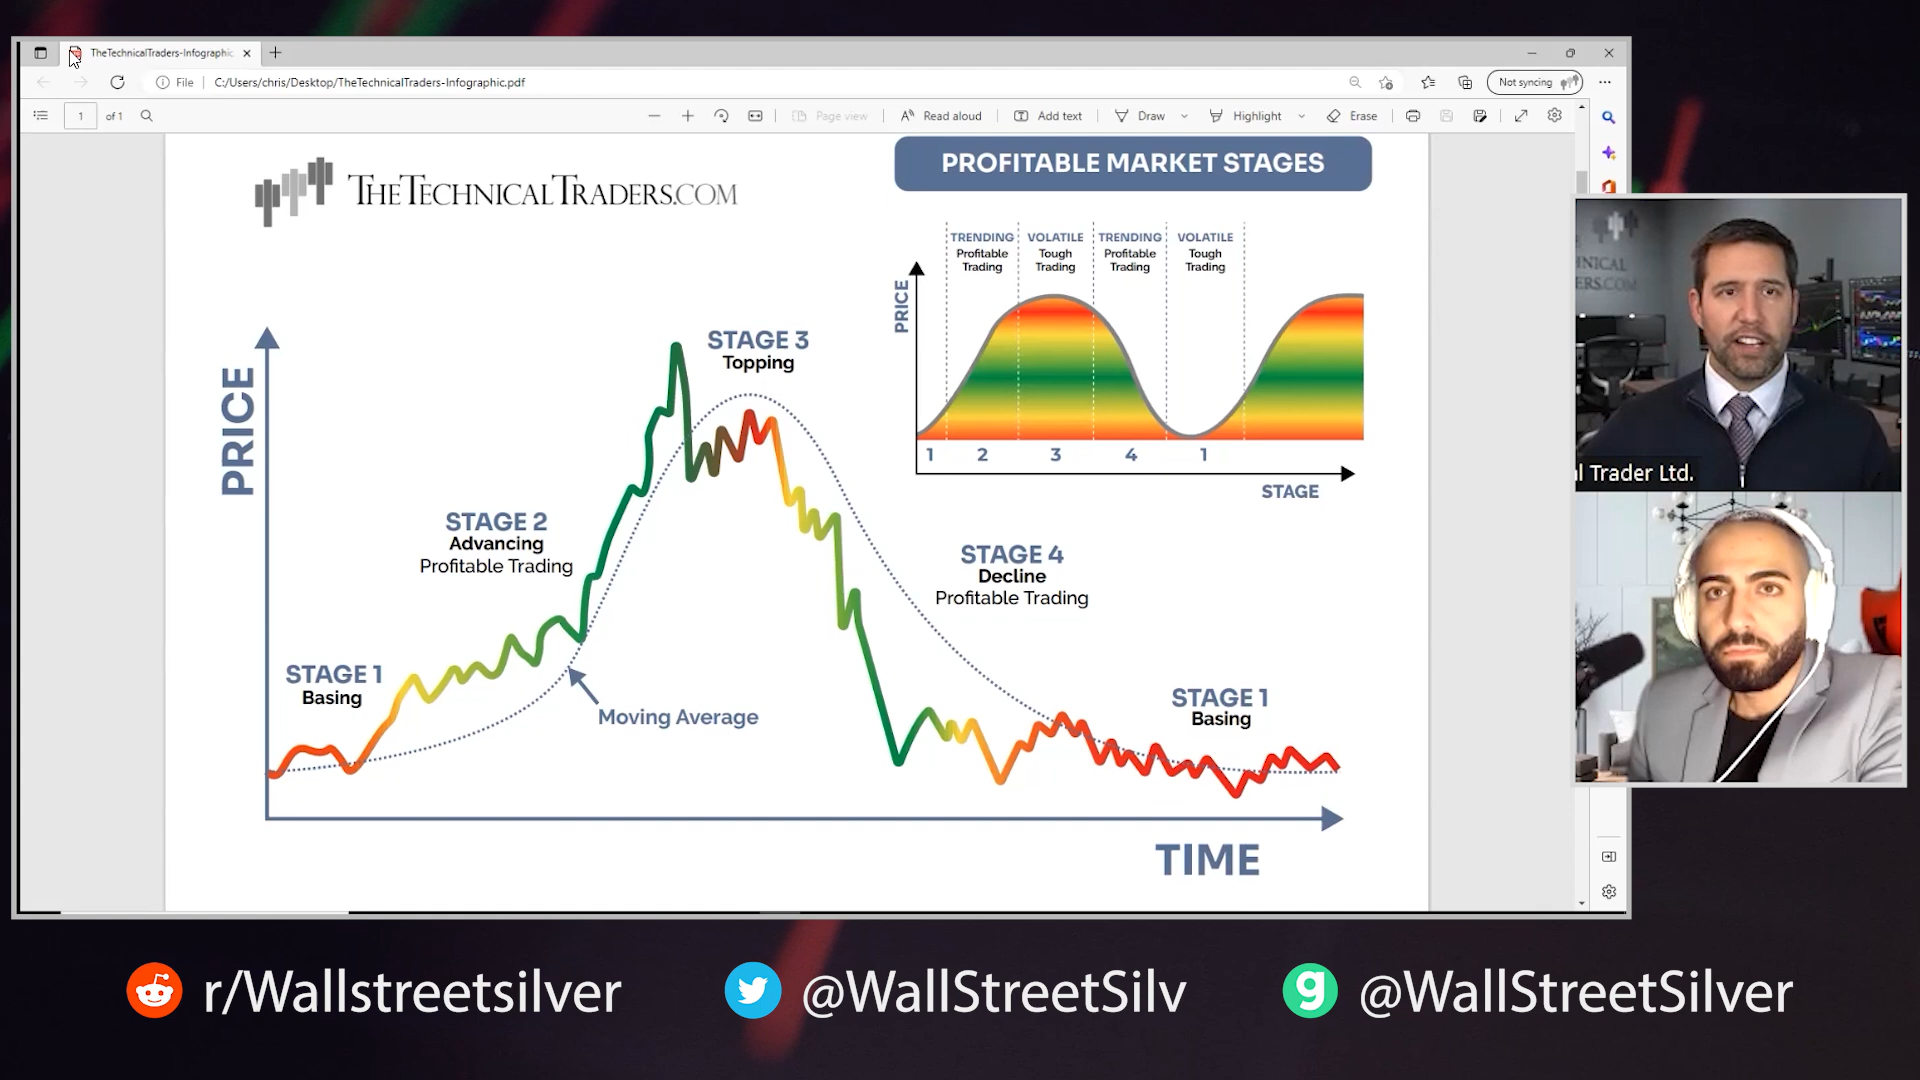 TheTechnicalTraders-Infographic
File
C:/Users/chris/Desktop/TheTechnicalTraders-Infographic.pdf
Not syncing
1
of 1
Page view
Read aloud
Add text
Draw
Highlight
Erase
THETECHNICALTRADERS.COM
PROFITABLE MARKET STAGES
TRENDING
Profitable
Trading
VOLATILE
Tough
Trading
TRENDING
Profitable
Trading
VOLATILE
Tough
Trading
PRICE
1 2 3 4 1
STAGE
PRICE
STAGE 3
Topping
STAGE 2
Advancing
Profitable Trading
STAGE 4
Decline
Profitable Trading
STAGE 1
Basing
Moving Average
STAGE 1
Basing
TIME
NICAL
RS.COM
l Trader Ltd.
r/Wallstreetsilver
@WallStreetSilv
@WallStreetSilver